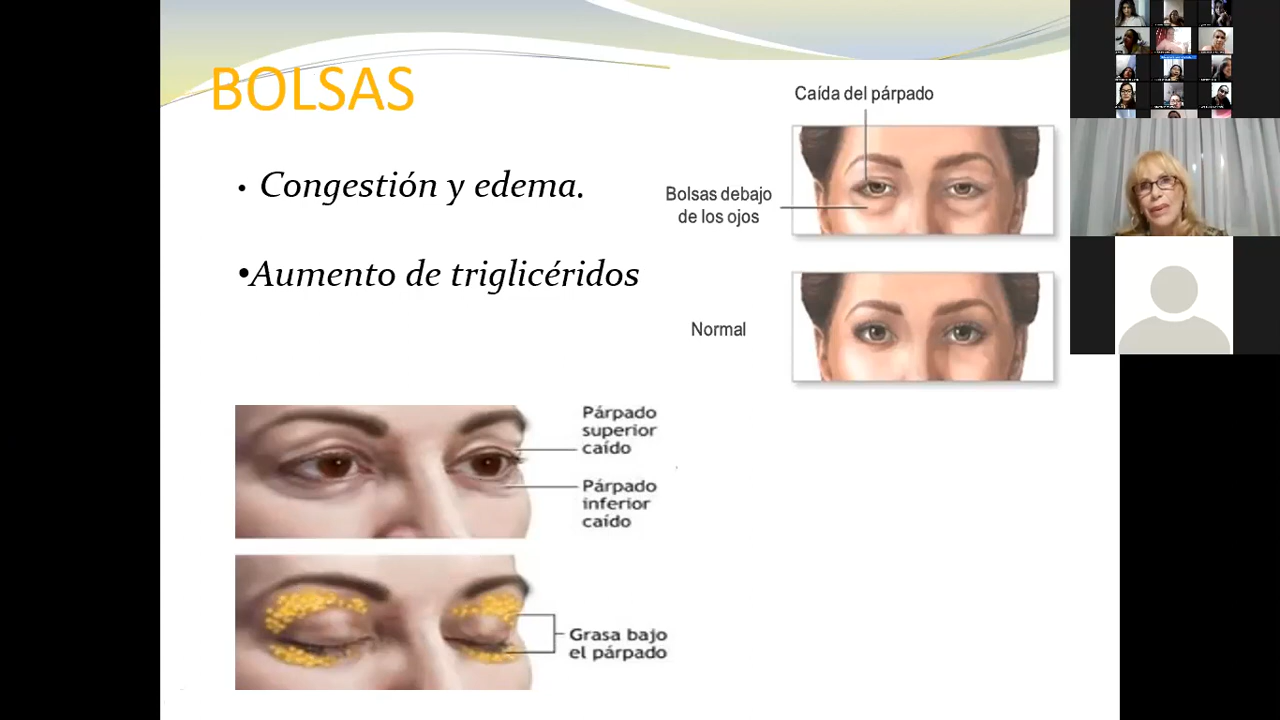 BOLSAS
• Congestión y edema.
•Aumento de triglicéridos
Caída del párpado
Bolsas debajo
de los ojos
Normal
Párpado
superior
caído
Párpado
inferior
caído
Grasa bajo
el párpado